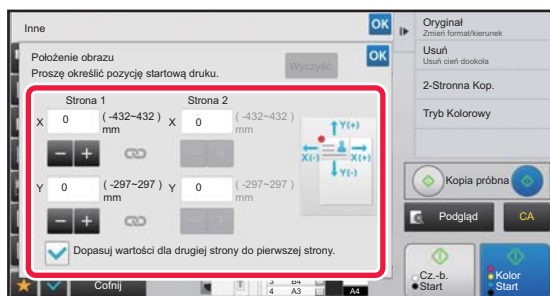 Inne
OK
Położenie obrazu
Proszę określić pozycję startową druku.
Wyczyść
OK
Strona 1
Strona 2
X 0 (-432~432) mm
X 0 (-432~432) mm
Y(+)
X(-) X(+)
Y(-)
Y 0 (-297~297) mm
Y 0 (-297~297) mm
Dopasuj wartości dla drugiej strony do pierwszej strony.
Cofnij
3 B4
4 A3
A4
Oryginał
Zmień format/kierunek
Usuń
Usuń cień dookoła
2-Stronna Kop.
Tryb Kolorowy
Kopia próbna
Podgląd
CA
Cz.-b.
Start
Kolor
Start